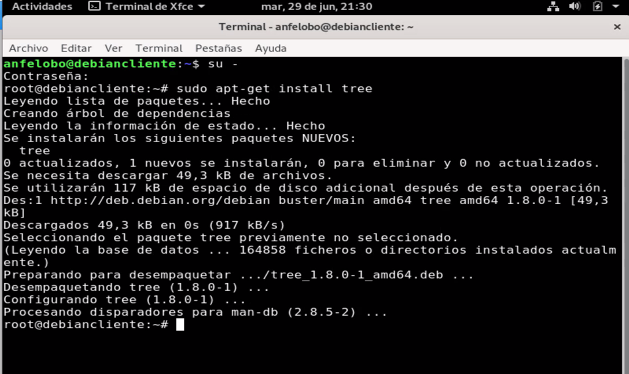 Actividades Terminal de Xfce mar, 29 de jun, 21:30
Terminal - anfelobo@debiancliente: ~ ×
Archivo Editar Ver Terminal Pestañas Ayuda
anfelobo@debiancliente:~$ su -
Contraseña:
root@debiancliente:~# sudo apt-get install tree
Leyendo lista de paquetes... Hecho
Creando árbol de dependencias
Leyendo la información de estado... Hecho
Se instalarán los siguientes paquetes NUEVOS:
  tree
0 actualizados, 1 nuevos se instalarán, 0 para eliminar y 0 no actualizados.
Se necesita descargar 49,3 kB de archivos.
Se utilizarán 117 kB de espacio de disco adicional después de esta operación.
Des:1 http://deb.debian.org/debian buster/main amd64 tree amd64 1.8.0-1 [49,3
kB]
Descargados 49,3 kB en 0s (917 kB/s)
Seleccionando el paquete tree previamente no seleccionado.
(Leyendo la base de datos ... 164858 ficheros o directorios instalados actualm
ente.)
Preparando para desempaquetar .../tree_1.8.0-1_amd64.deb ...
Desempaquetando tree (1.8.0-1) ...
Configurando tree (1.8.0-1) ...
Procesando disparadores para man-db (2.8.5-2) ...
root@debiancliente:~#